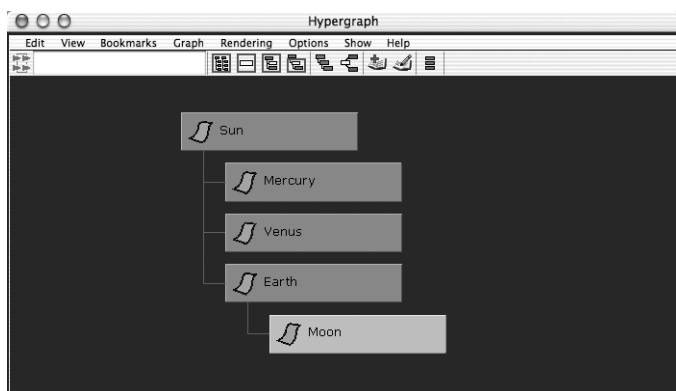 Hypergraph
Edit View Bookmarks Graph Rendering Options Show Help
Sun
Mercury
Venus
Earth
Moon